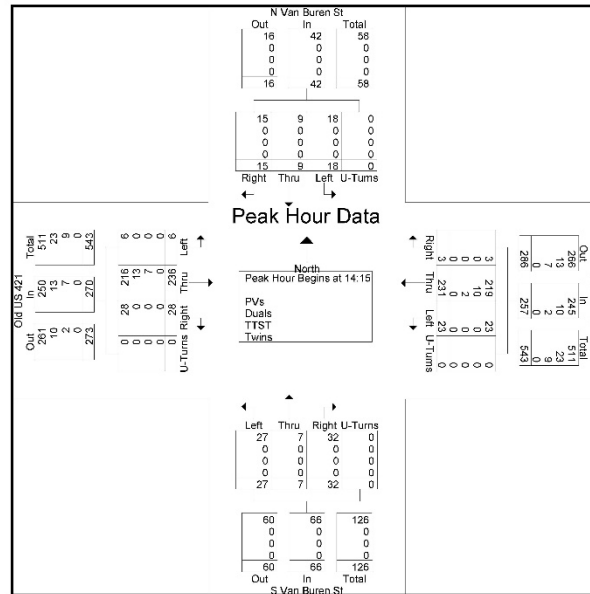 N Van Buren St
Out In Total
16 42 58
0 0 0
0 0 0
0 0 0
16 42 58
15 9 18 0
0 0 0 0
0 0 0 0
0 0 0 0
15 9 18 0
Right Thru Left U-Turns
Peak Hour Data
North
Peak Hour Begins at 14:15
PVs
Duals
TTST
Twins
Old US 421
Out In Total
261 250 511
10 13 23
2 7 9
0 0 0
273 270 543
U-Turns Right Thru Left
0 28 216 6
0 0 13 0
0 0 7 0
0 0 0 0
0 28 236 6
Right Thru Left U-Turns
3 219 23 0
0 10 0 0
0 2 0 0
0 0 0 0
3 231 23 0
Out In Total
266 245 511
13 10 23
7 2 9
0 0 0
286 257 543
Left Thru Right U-Turns
27 7 32 0
0 0 0 0
0 0 0 0
0 0 0 0
27 7 32 0
60 66 126
0 0 0
0 0 0
0 0 0
60 66 126
Out In Total
S Van Buren St